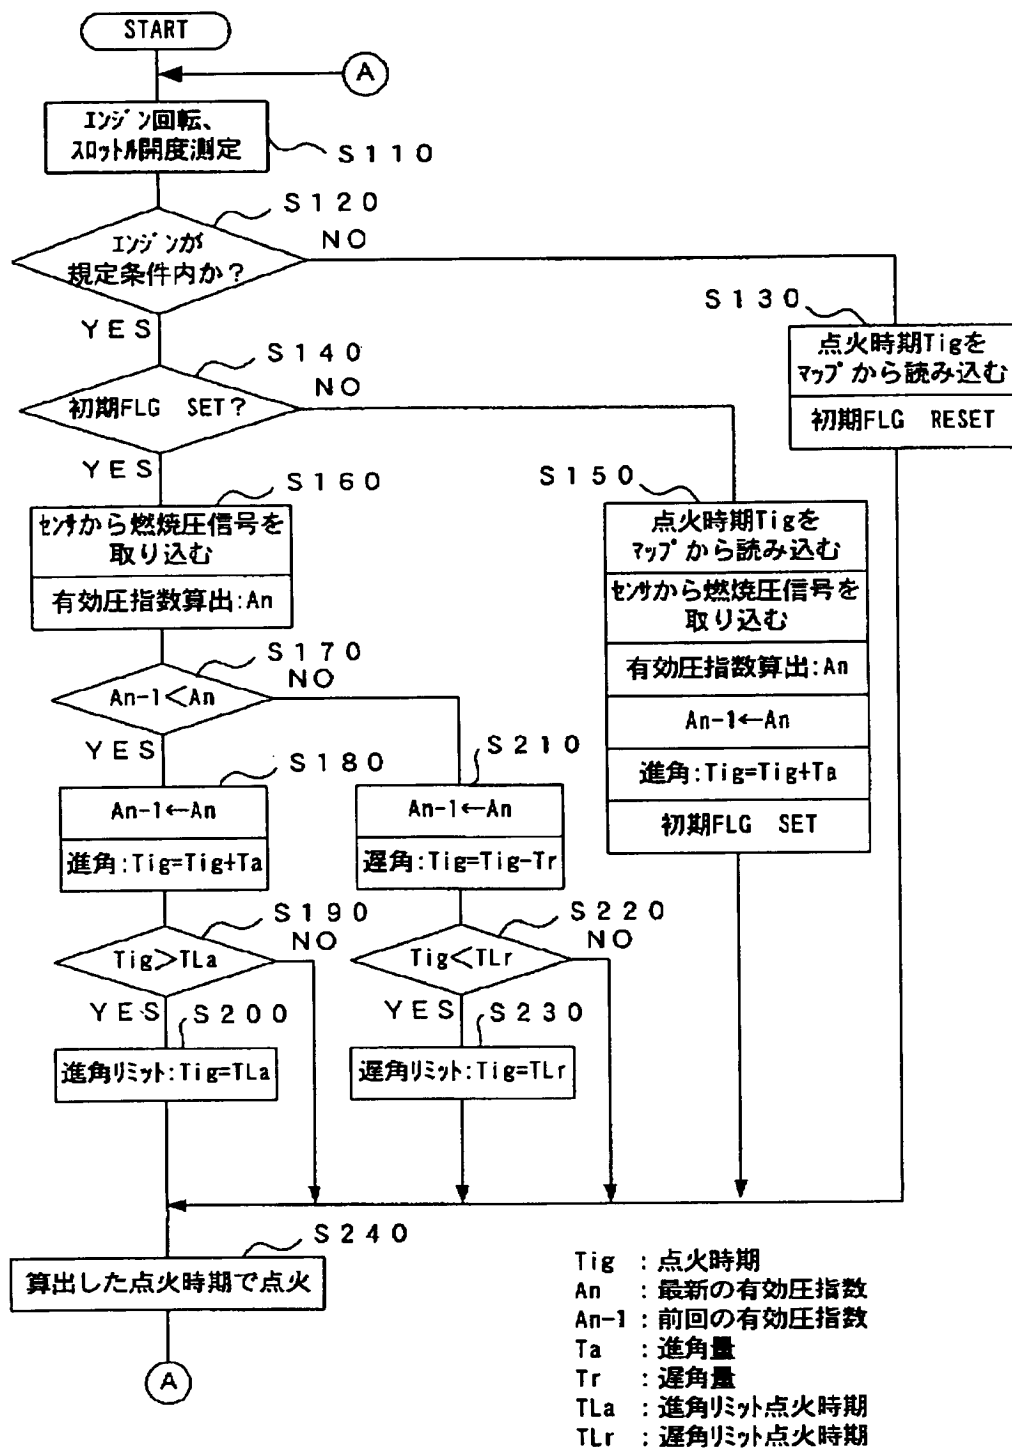 START
A
エンジン回転、
スロットル開度測定
S110
S120
エンジンが
規定条件内か？
NO
YES
S130
点火時期Tigを
マップから読み込む
初期FLG RESET
S140
初期FLG SET？
NO
YES
S150
点火時期Tigを
マップから読み込む
センサから燃焼圧信号を
取り込む
有効圧指数算出:An
An-1←An
進角:Tig=Tig+Ta
初期FLG SET
S160
センサから燃焼圧信号を
取り込む
有効圧指数算出:An
S170
An-1<An
NO
YES
S180
An-1←An
進角:Tig=Tig+Ta
S210
An-1←An
遅角:Tig=Tig-Tr
S190
Tig>TLa
NO
YES
S200
進角リミット:Tig=TLa
S220
Tig<TLr
NO
YES
S230
遅角リミット:Tig=TLr
S240
算出した点火時期で点火
A
Tig :点火時期
An :最新の有効圧指数
An-1:前回の有効圧指数
Ta :進角量
Tr :遅角量
TLa :進角リミット点火時期
TLr :遅角リミット点火時期